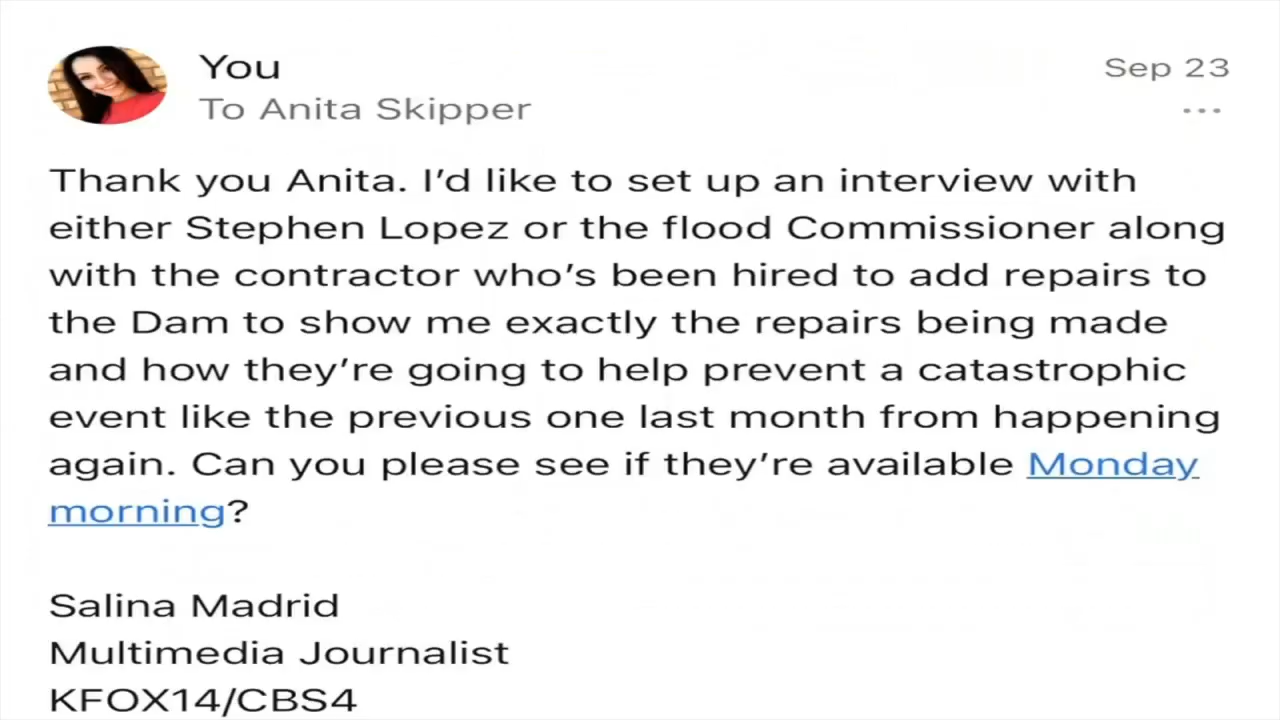 You
Sep 23
To Anita Skipper
...
Thank you Anita. I’d like to set up an interview with
either Stephen Lopez or the flood Commissioner along
with the contractor who’s been hired to add repairs to
the Dam to show me exactly the repairs being made
and how they’re going to help prevent a catastrophic
event like the previous one last month from happening
again. Can you please see if they’re available Monday
morning?
Salina Madrid
Multimedia Journalist
KFOX14/CBS4